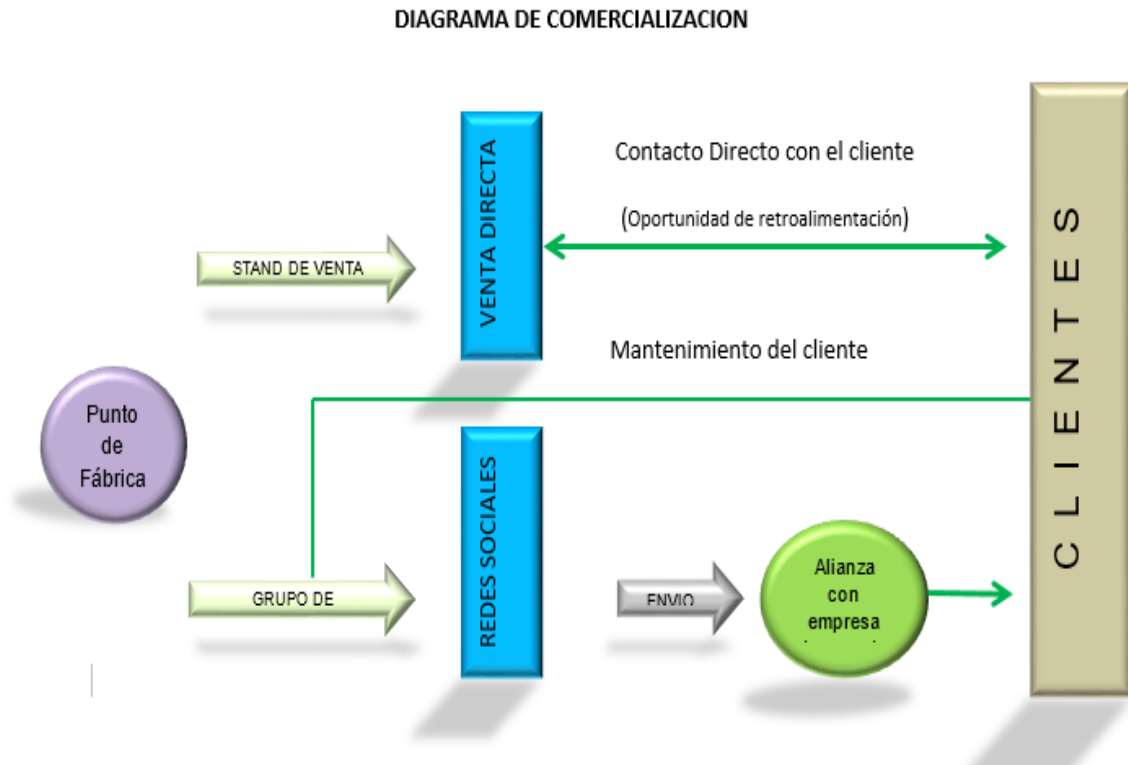 DIAGRAMA DE COMERCIALIZACION
VENTA DIRECTA
Contacto Directo con el cliente
(Oportunidad de retroalimentación)
STAND DE VENTA
Mantenimiento del cliente
CLIENTES
Punto
de
Fábrica
REDES SOCIALES
GRUPO DE
ENVIO
Alianza
con
empresa